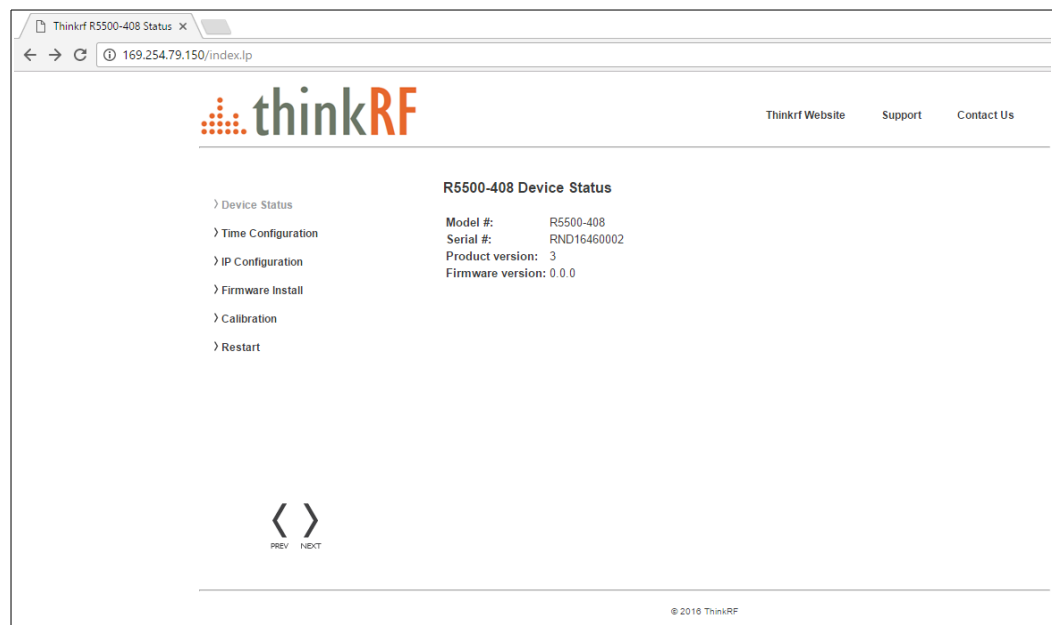 Thinkrf R5500-408 Status
169.254.79.150/index.lp
thinkRF
Thinkrf Website Support Contact Us
R5500-408 Device Status
Device Status
Time Configuration
IP Configuration
Firmware Install
Calibration
Restart
Model #: R5500-408
Serial #: RND16460002
Product version: 3
Firmware version: 0.0.0
PREV NEXT
© 2016 ThinkRF